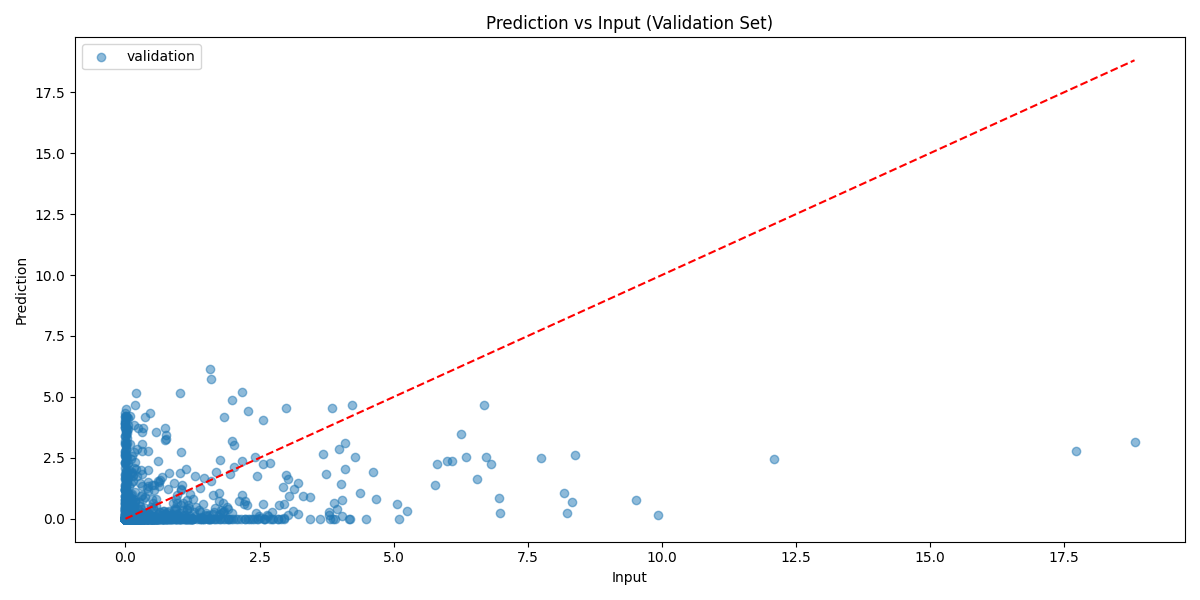 Prediction vs Input (Validation Set)
validation
17.5
15.0
12.5
10.0
7.5
5.0
2.5
0.0
Prediction
0.0 2.5 5.0 7.5 10.0 12.5 15.0 17.5
Input